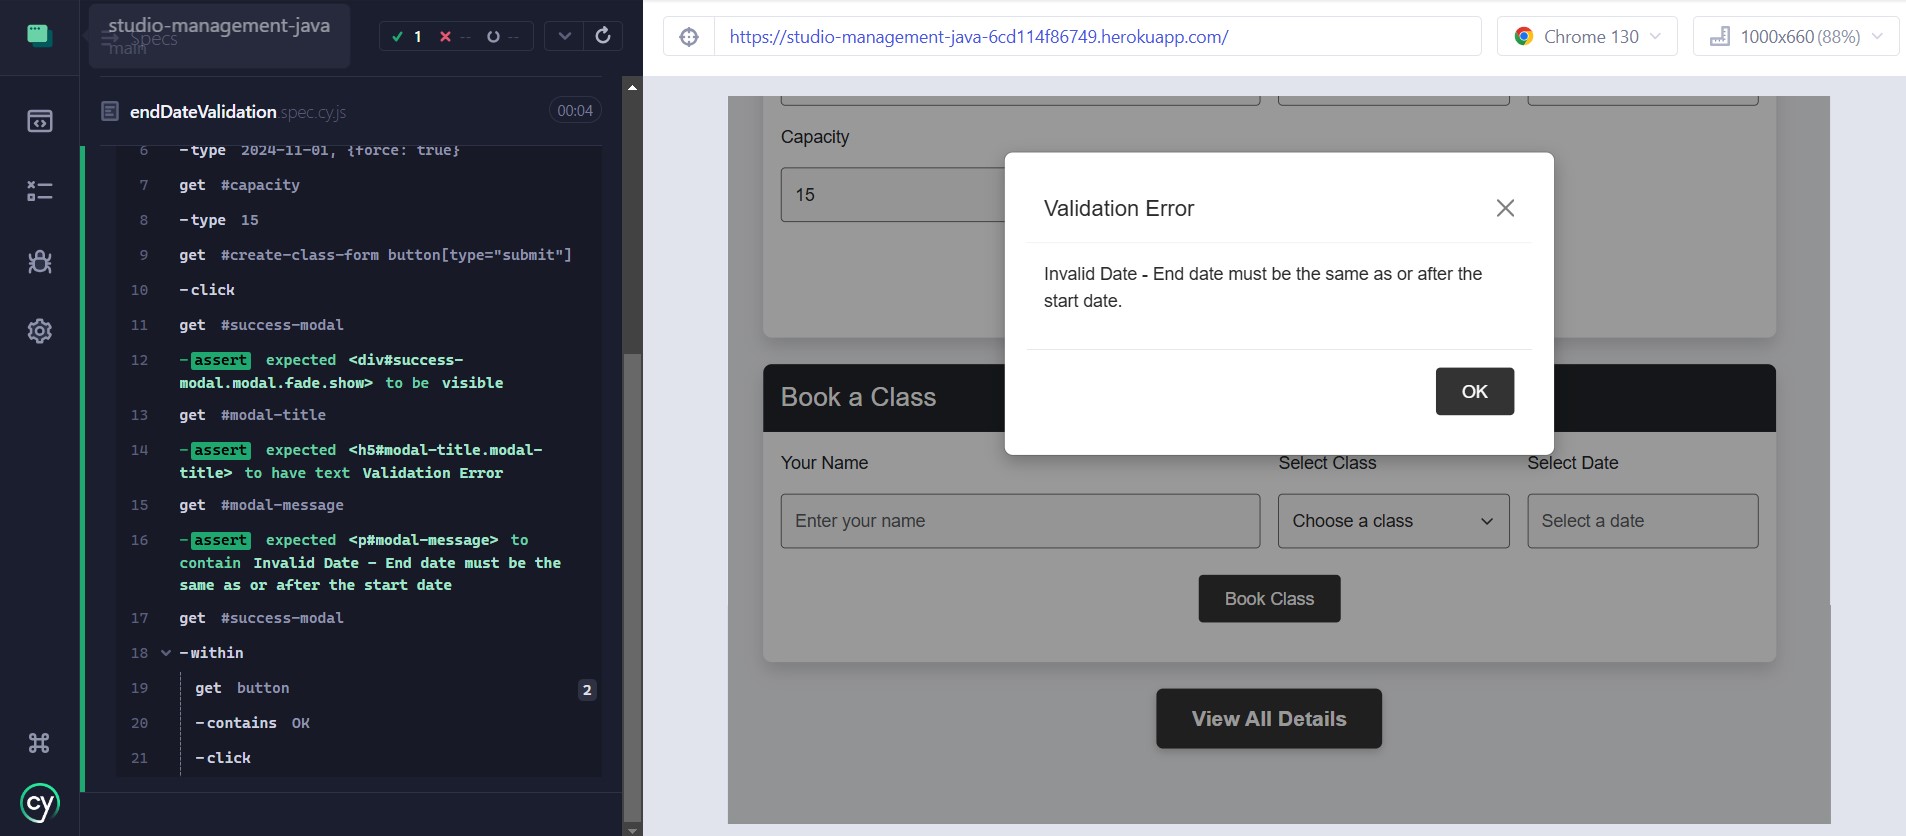 studio-management-java
main
Specs
1
--
--
endDateValidation spec.cy.js
00:04
6 -type 2024-11-01, {force: true}
7 get #capacity
8 -type 15
9 get #create-class-form button[type="submit"]
10 -click
11 get #success-modal
12 -assert expected <div#success-
modal.modal.fade.show> to be visible
13 get #modal-title
14 -assert expected <h5#modal-title.modal-
title> to have text Validation Error
15 get #modal-message
16 -assert expected <p#modal-message> to
contain Invalid Date - End date must be the
same as or after the start date
17 get #success-modal
18 -within
19 get button 2
20 -contains OK
21 -click
cy
https://studio-management-java-6cd114f86749.herokuapp.com/
Chrome 130
1000x660 (88%)
Capacity
15
Validation Error
Invalid Date - End date must be the same as or after the
start date.
OK
Book a Class
Your Name Select Class Select Date
Enter your name Choose a class Select a date
Book Class
View All Details